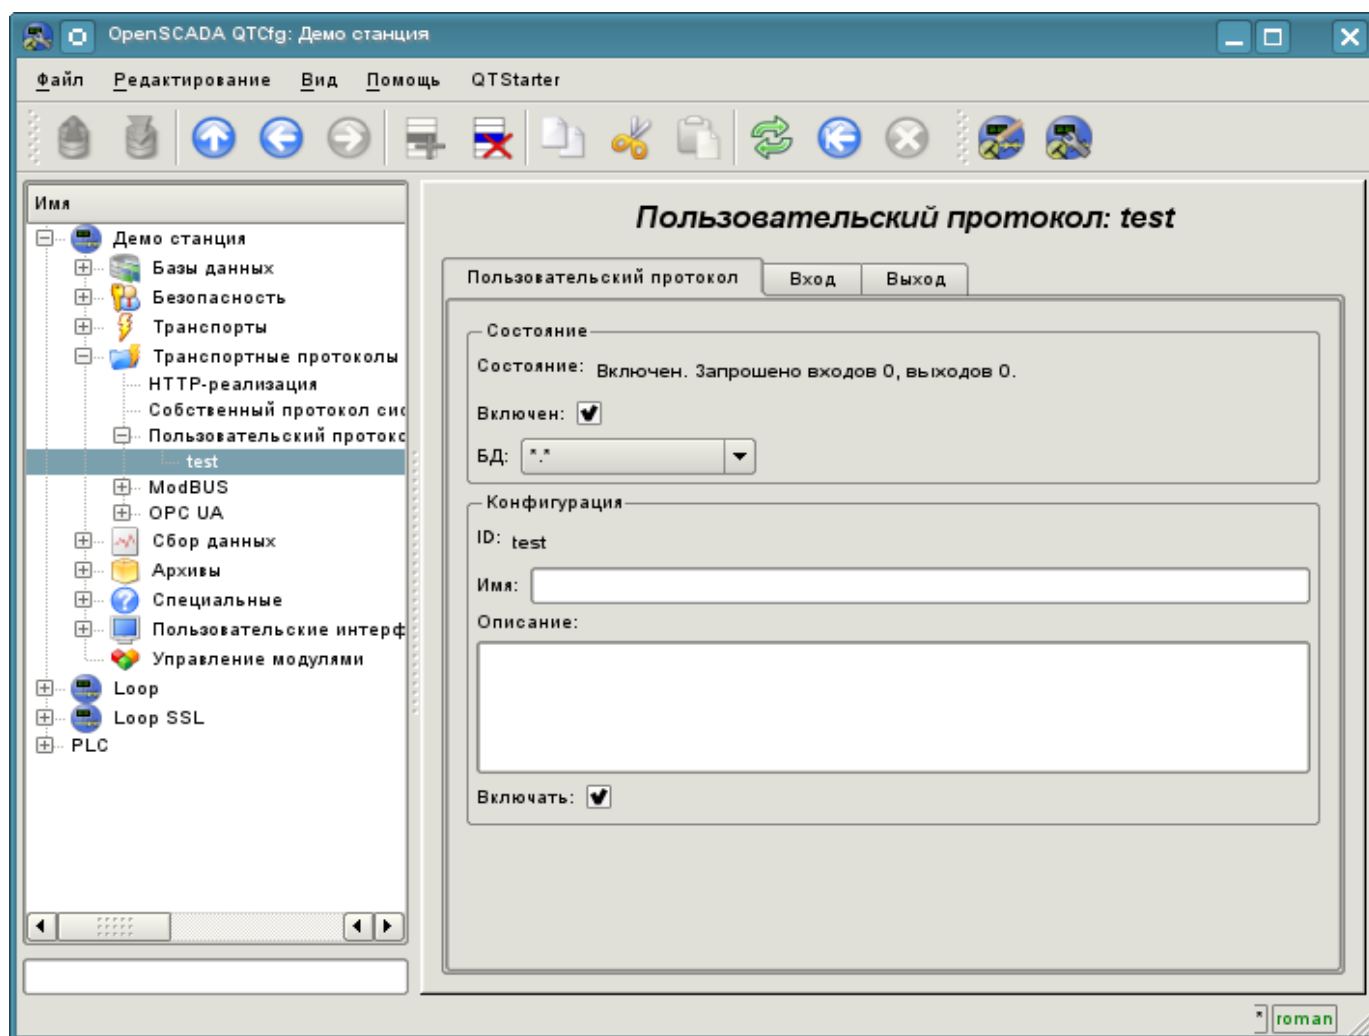 OpenSCADA QTCfg: Демо станция
Файл Редактирование Вид Помощь QTStarter
Имя
Демо станция
Базы данных
Безопасность
Транспорты
Транспортные протоколы
HTTP-реализация
Собственный протокол сис
Пользовательский протокс
test
ModBUS
OPC UA
Сбор данных
Архивы
Специальные
Пользовательские интерф
Управление модулями
Loop
Loop SSL
PLC
Пользовательский протокол: test
Пользовательский протокол Вход Выход
Состояние
Состояние: Включен. Запрошено входов 0, выходов 0.
Включен:
БД: *.*
Конфигурация
ID: test
Имя:
Описание:
Включать:
* roman